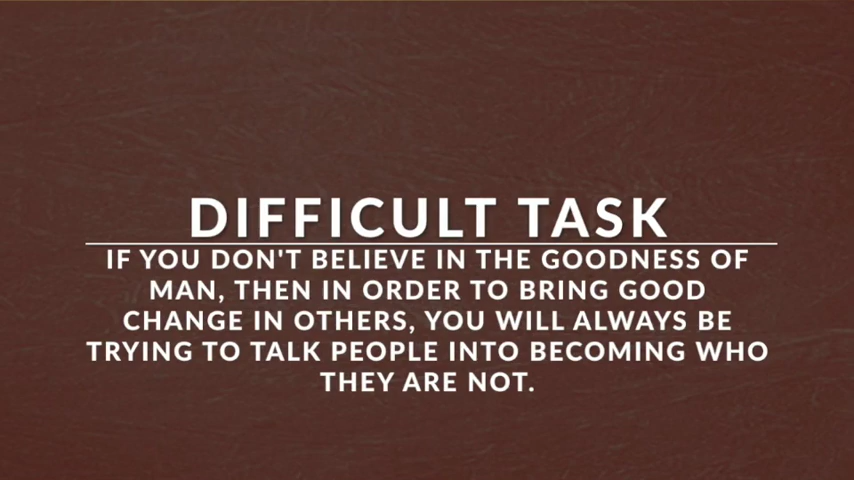 DIFFICULT TASK
IF YOU DON'T BELIEVE IN THE GOODNESS OF
MAN, THEN IN ORDER TO BRING GOOD
CHANGE IN OTHERS, YOU WILL ALWAYS BE
TRYING TO TALK PEOPLE INTO BECOMING WHO
THEY ARE NOT.